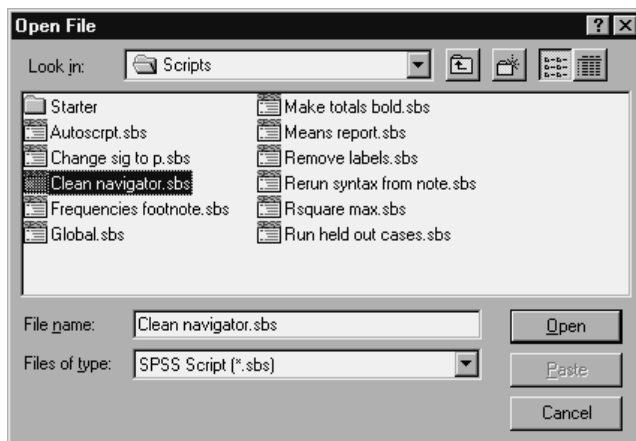 Open File
Look in: Scripts
Starter
Autoscrpt.sbs
Change sig to p.sbs
Clean navigator.sbs
Frequencies footnote.sbs
Global.sbs
Make totals bold.sbs
Means report.sbs
Remove labels.sbs
Rerun syntax from note.sbs
Rsquare max.sbs
Run held out cases.sbs
File name: Clean navigator.sbs
Open
Files of type: SPSS Script (*.sbs)
Paste
Cancel